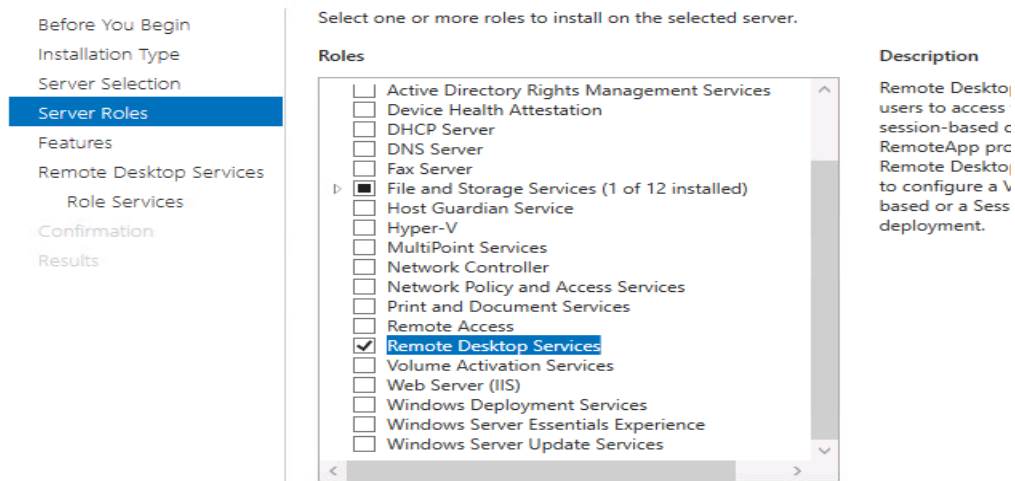 Before You Begin
Installation Type
Server Selection
Server Roles
Features
Remote Desktop Services
Role Services
Confirmation
Results
Select one or more roles to install on the selected server.
Roles
Active Directory Rights Management Services
Device Health Attestation
DHCP Server
DNS Server
Fax Server
File and Storage Services (1 of 12 installed)
Host Guardian Service
Hyper-V
MultiPoint Services
Network Controller
Network Policy and Access Services
Print and Document Services
Remote Access
Remote Desktop Services
Volume Activation Services
Web Server (IIS)
Windows Deployment Services
Windows Server Essentials Experience
Windows Server Update Services
Description
Remote
users to access
session-based
RemoteApp
Remote
to configure a
based or a
deployment.